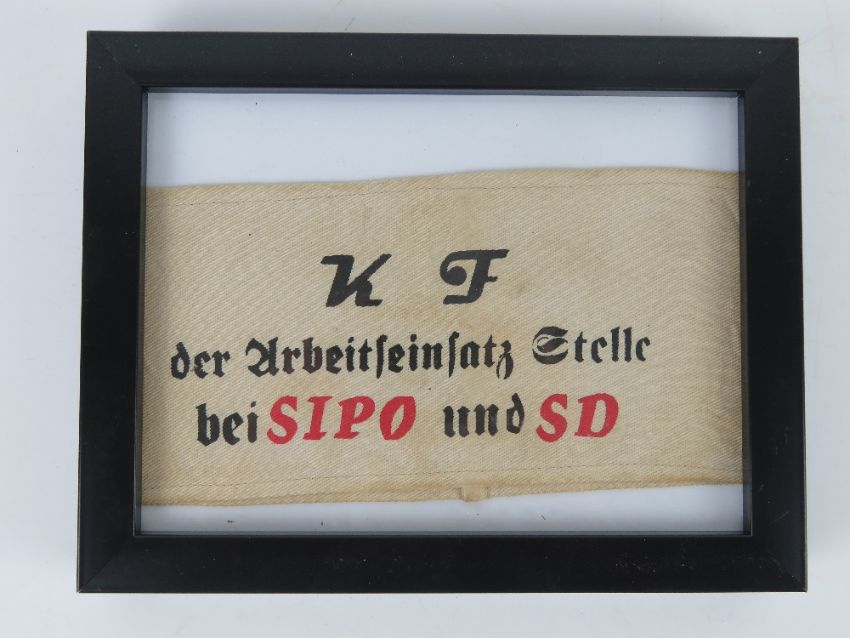 K F
der Arbeitseinsatz Stelle
bei SIPO und SD